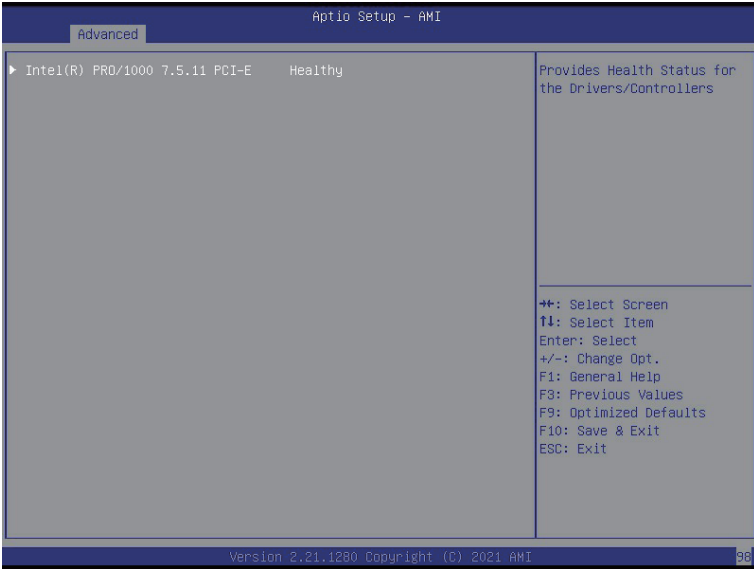 Aptio Setup – AMI
Advanced
▶ Intel(R) PRO/1000 7.5.11 PCI-E Healthy
Provides Health Status for
the Drivers/Controllers
→←: Select Screen
↑↓: Select Item
Enter: Select
+/-: Change Opt.
F1: General Help
F3: Previous Values
F9: Optimized Defaults
F10: Save & Exit
ESC: Exit
Version 2.21.1280 Copyright (C) 2021 AMI
98